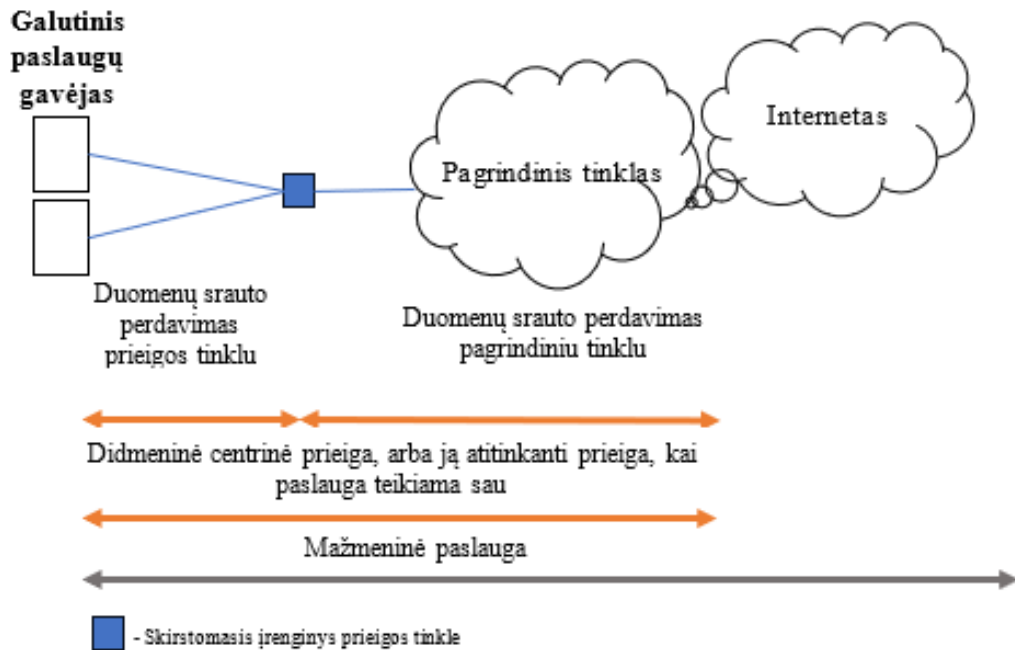 Galutinis
paslaugų
gavėjas
Pagrindinis tinklas
Internetas
Duomenų srauto
perdavimas
prieigos tinklu
Duomenų srauto perdavimas
pagrindiniu tinklu
Didmeninė centrinė prieiga, arba ją atitinkanti prieiga, kai
paslauga teikiama sau
Mažmeninė paslauga
- Skirstomasis įrenginys prieigos tinkle